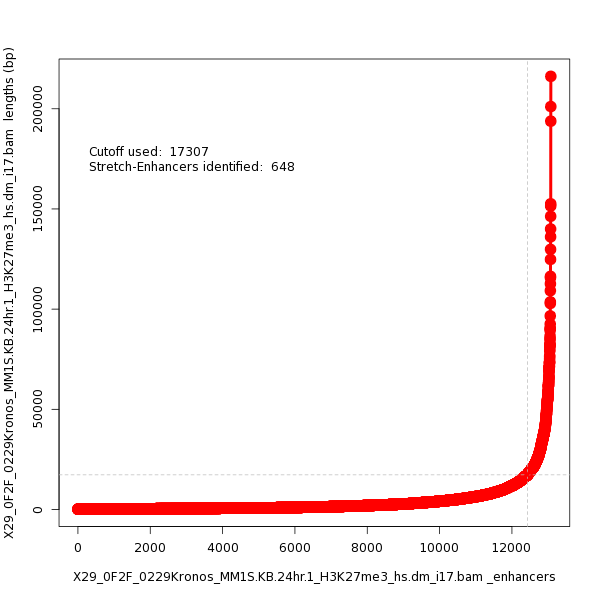 X29_0F2F_0229Kronos_MM1S.KB.24hr.1_H3K27me3_hs.dm_i17.bam  lengths (bp)
200000
150000
100000
50000
0
Cutoff used:  17307
Stretch-Enhancers identified:  648
0 2000 4000 6000 8000 10000 12000
X29_0F2F_0229Kronos_MM1S.KB.24hr.1_H3K27me3_hs.dm_i17.bam _enhancers